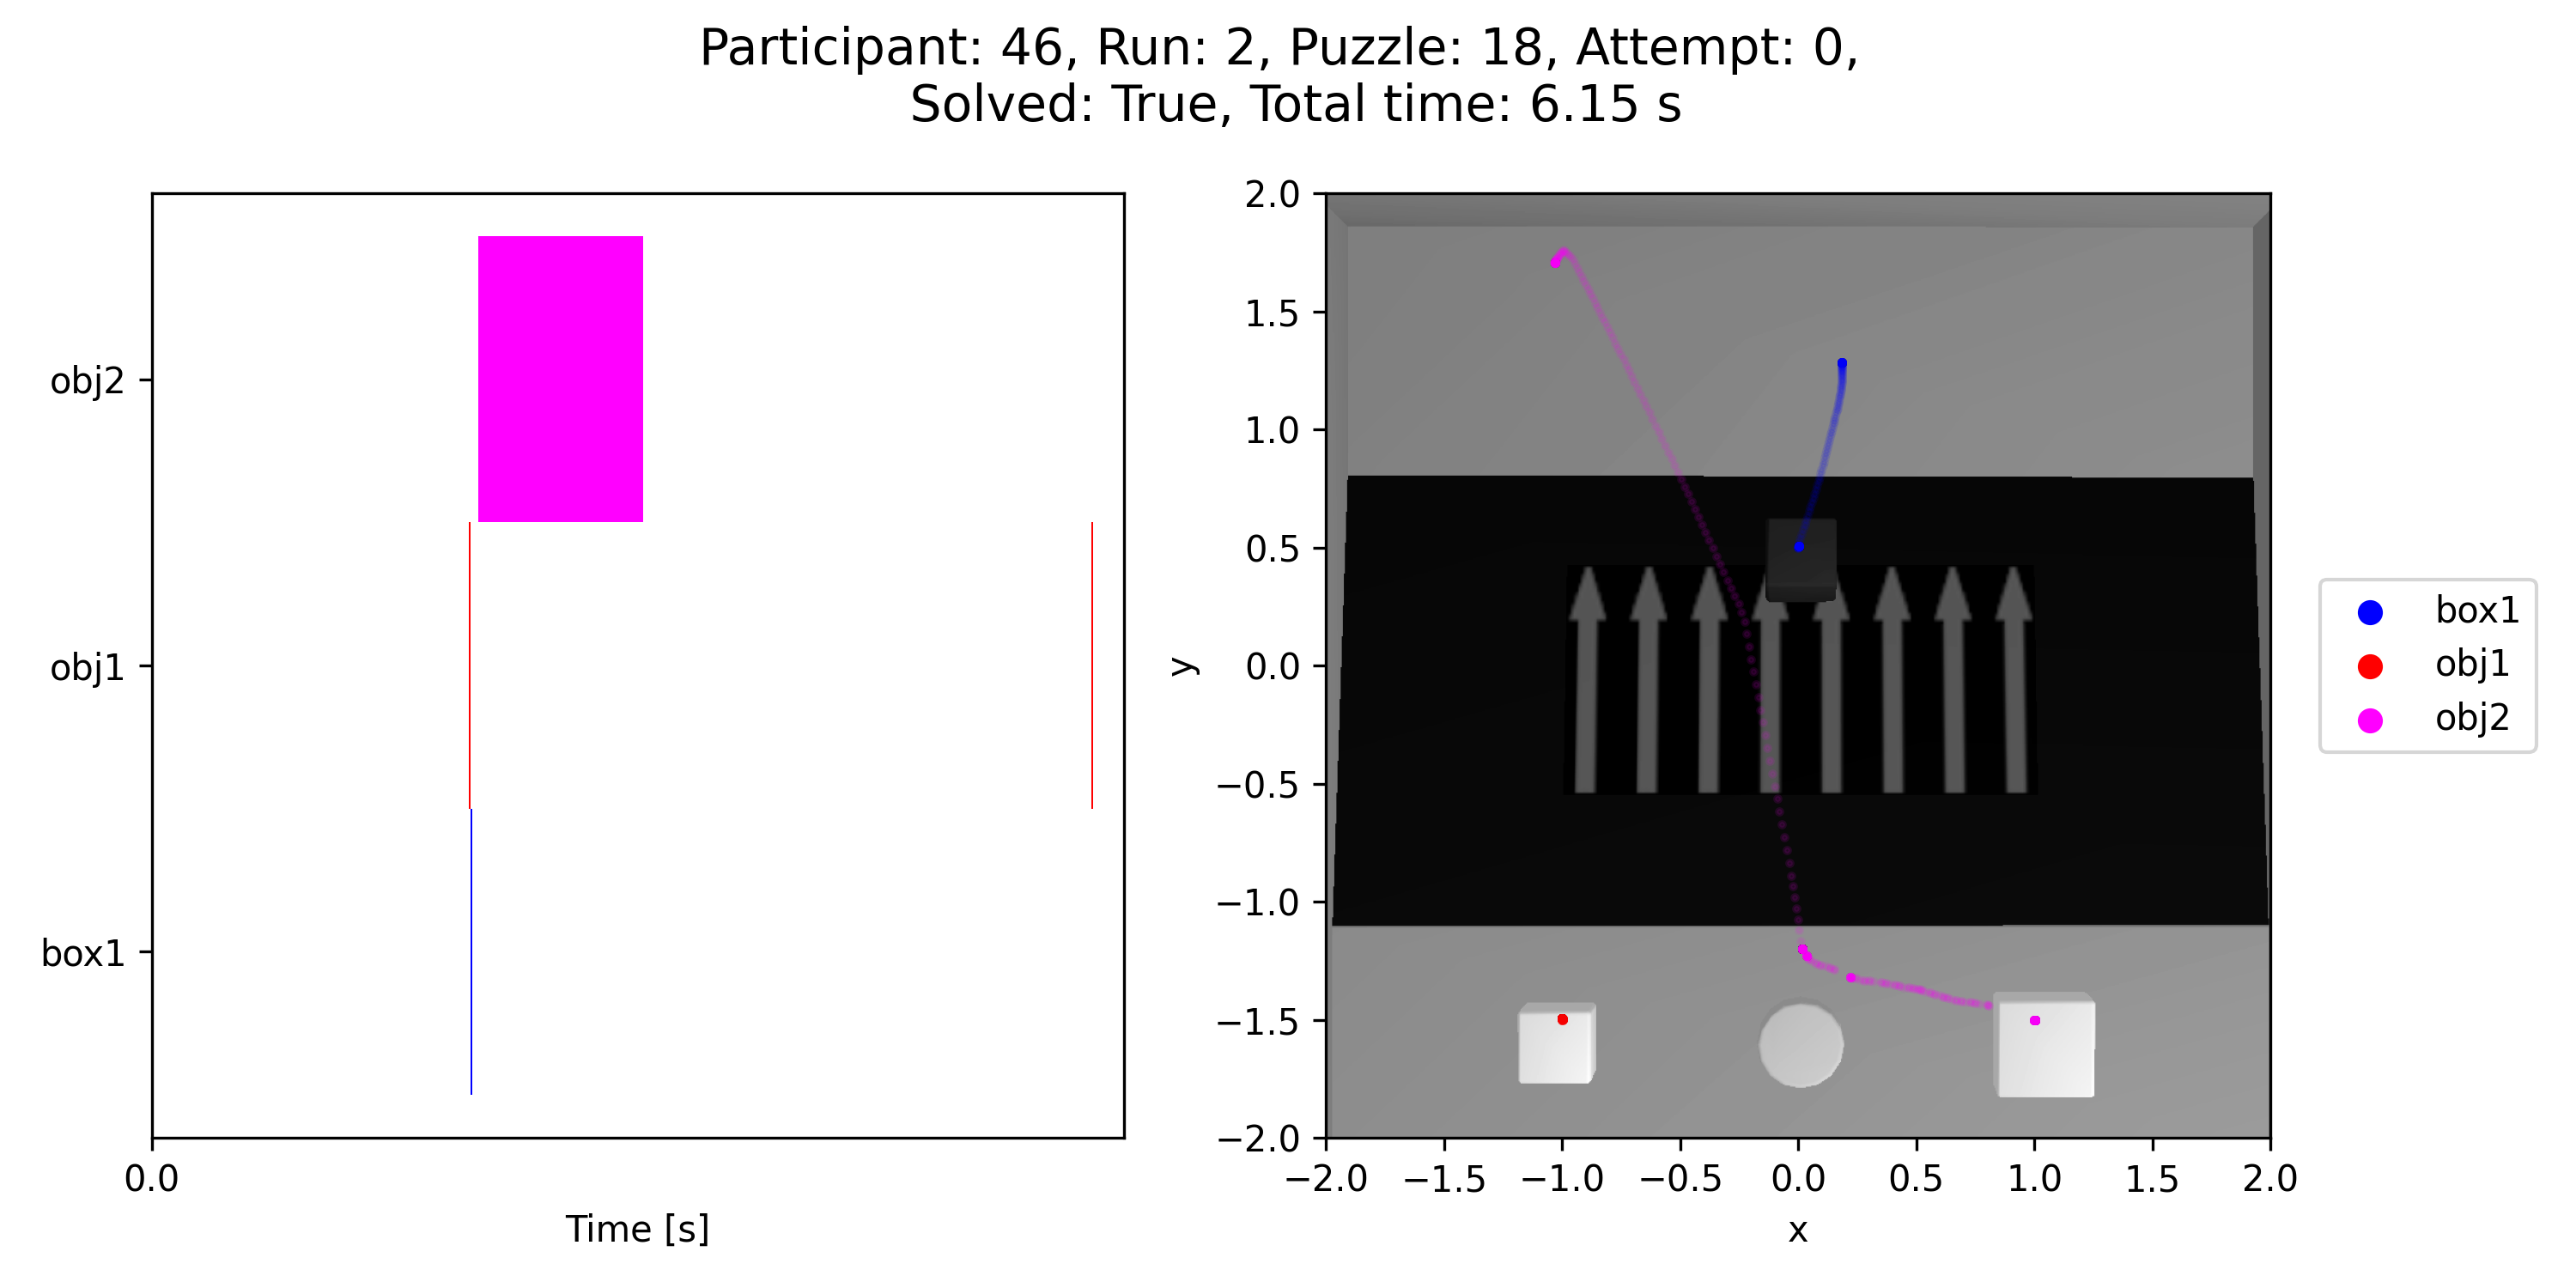 Participant: 46, Run: 2, Puzzle: 18, Attempt: 0,
Solved: True, Total time: 6.15 s
obj2
obj1
box1
0.0
Time [s]
2.0
1.5
1.0
0.5
0.0
−0.5
−1.0
−1.5
−2.0
y
−2.0 −1.5 −1.0 −0.5 0.0 0.5 1.0 1.5 2.0
x
box1
obj1
obj2